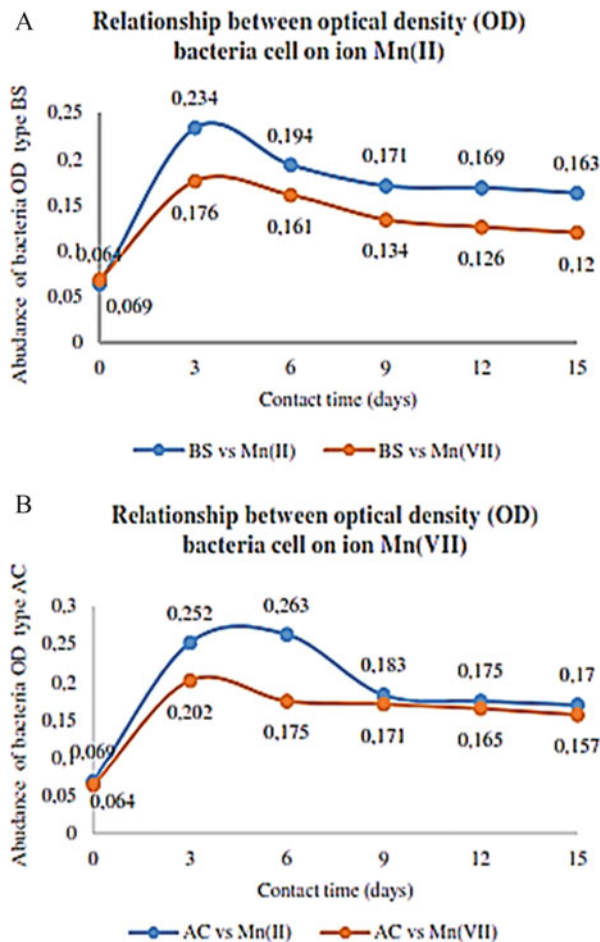 A
Relationship between optical density (OD)
bacteria cell on ion Mn(II)
Abudance of bacteria OD type BS
0,25
0,2
0,15
0,1
0,05
0
0,234
0,194
0,171
0,169
0,163
0,064
0,176
0,161
0,134
0,126
0,12
0,069
0 3 6 9 12 15
Contact time (days)
BS vs Mn(II) BS vs Mn(VII)
B
Relationship between optical density (OD)
bacteria cell on ion Mn(VII)
Abudance of bacteria OD type AC
0,3
0,25
0,2
0,15
0,1
0,05
0
0,252
0,263
0,183
0,175
0,17
0,069
0,202
0,175
0,171
0,165
0,157
0,064
0 3 6 9 12 15
Contact time (days)
AC vs Mn(II) AC vs Mn(VII)